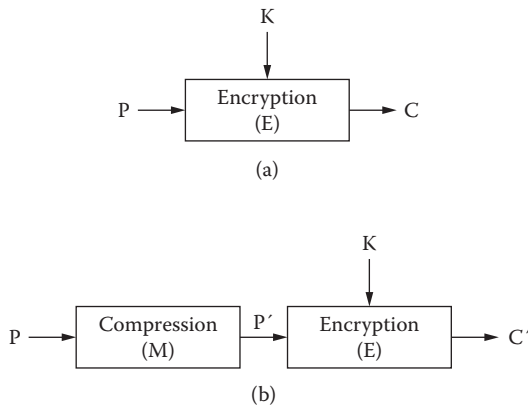 K
P
Encryption
(E)
C
(a)
K
P
Compression
(M)
P´
Encryption
(E)
C´
(b)